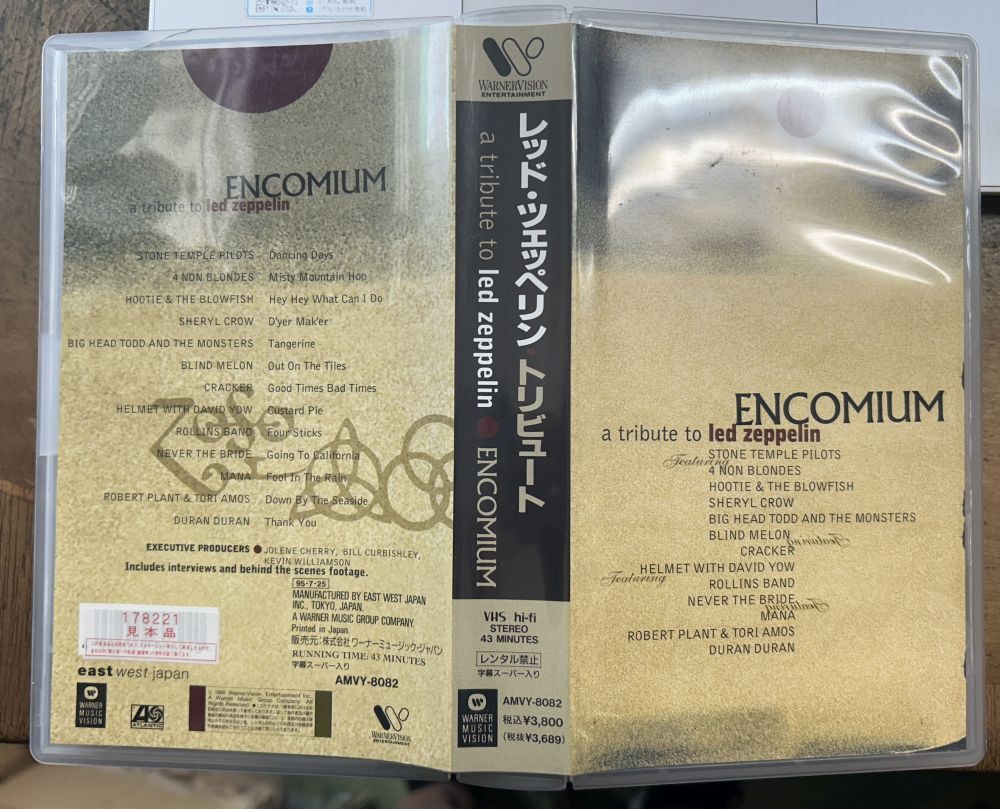 ENCOMIUM
a tribute to led zeppelin
STONE TEMPLE PILOTS Dancing Days
4 NON BLONDES Misty Mountain Hop
HOOTIE & THE BLOWFISH Hey Hey What Can I Do
SHERYL CROW D'yer Mak'er
BIG HEAD TODD AND THE MONSTERS Tangerine
BLIND MELON Out On The Tiles
CRACKER Good Times Bad Times
HELMET WITH DAVID YOW Custard Pie
ROLLINS BAND Four Sticks
NEVER THE BRIDE Going To California
MANA Fool In The Rain
ROBERT PLANT & TORI AMOS Down By The Seaside
DURAN DURAN Thank You
EXECUTIVE PRODUCERS ● JOLENE CHERRY, BILL CURBISHLEY,
KEVIN WILLIAMSON
Includes interviews and behind the scenes footage.
95・7・25
MANUFACTURED BY EAST WEST JAPAN
INC., TOKYO, JAPAN.
A WARNER MUSIC GROUP COMPANY.
Printed in Japan
販売元:株式会社 ワーナーミュージック・ジャパン
RUNNING TIME: 43 MINUTES
字幕スーパー入り
AMVY-8082
178221
見本品
east west japan
WARNER
MUSIC
VISION
ATLANTIC
© 1995 WarnerVision Entertainment Inc.
A Warner Music Group Company. All
Rights Reserved
WARNERVISION
ENTERTAINMENT
WARNERVISION
ENTERTAINMENT
レッド・ツェッペリン・トリビュート
a tribute to led zeppelin ● ENCOMIUM
VHS hi-fi
STEREO
43 MINUTES
レンタル禁止
字幕スーパー入り
WARNER
MUSIC
VISION
AMVY-8082
税込¥3,800
(税抜¥3,689)
ENCOMIUM
a tribute to led zeppelin
Featuring
STONE TEMPLE PILOTS
4 NON BLONDES
HOOTIE & THE BLOWFISH
SHERYL CROW
BIG HEAD TODD AND THE MONSTERS
BLIND MELON
Featuring
CRACKER
HELMET WITH DAVID YOW
Featuring
ROLLINS BAND
NEVER THE BRIDE
Featuring
MANA
ROBERT PLANT & TORI AMOS
DURAN DURAN